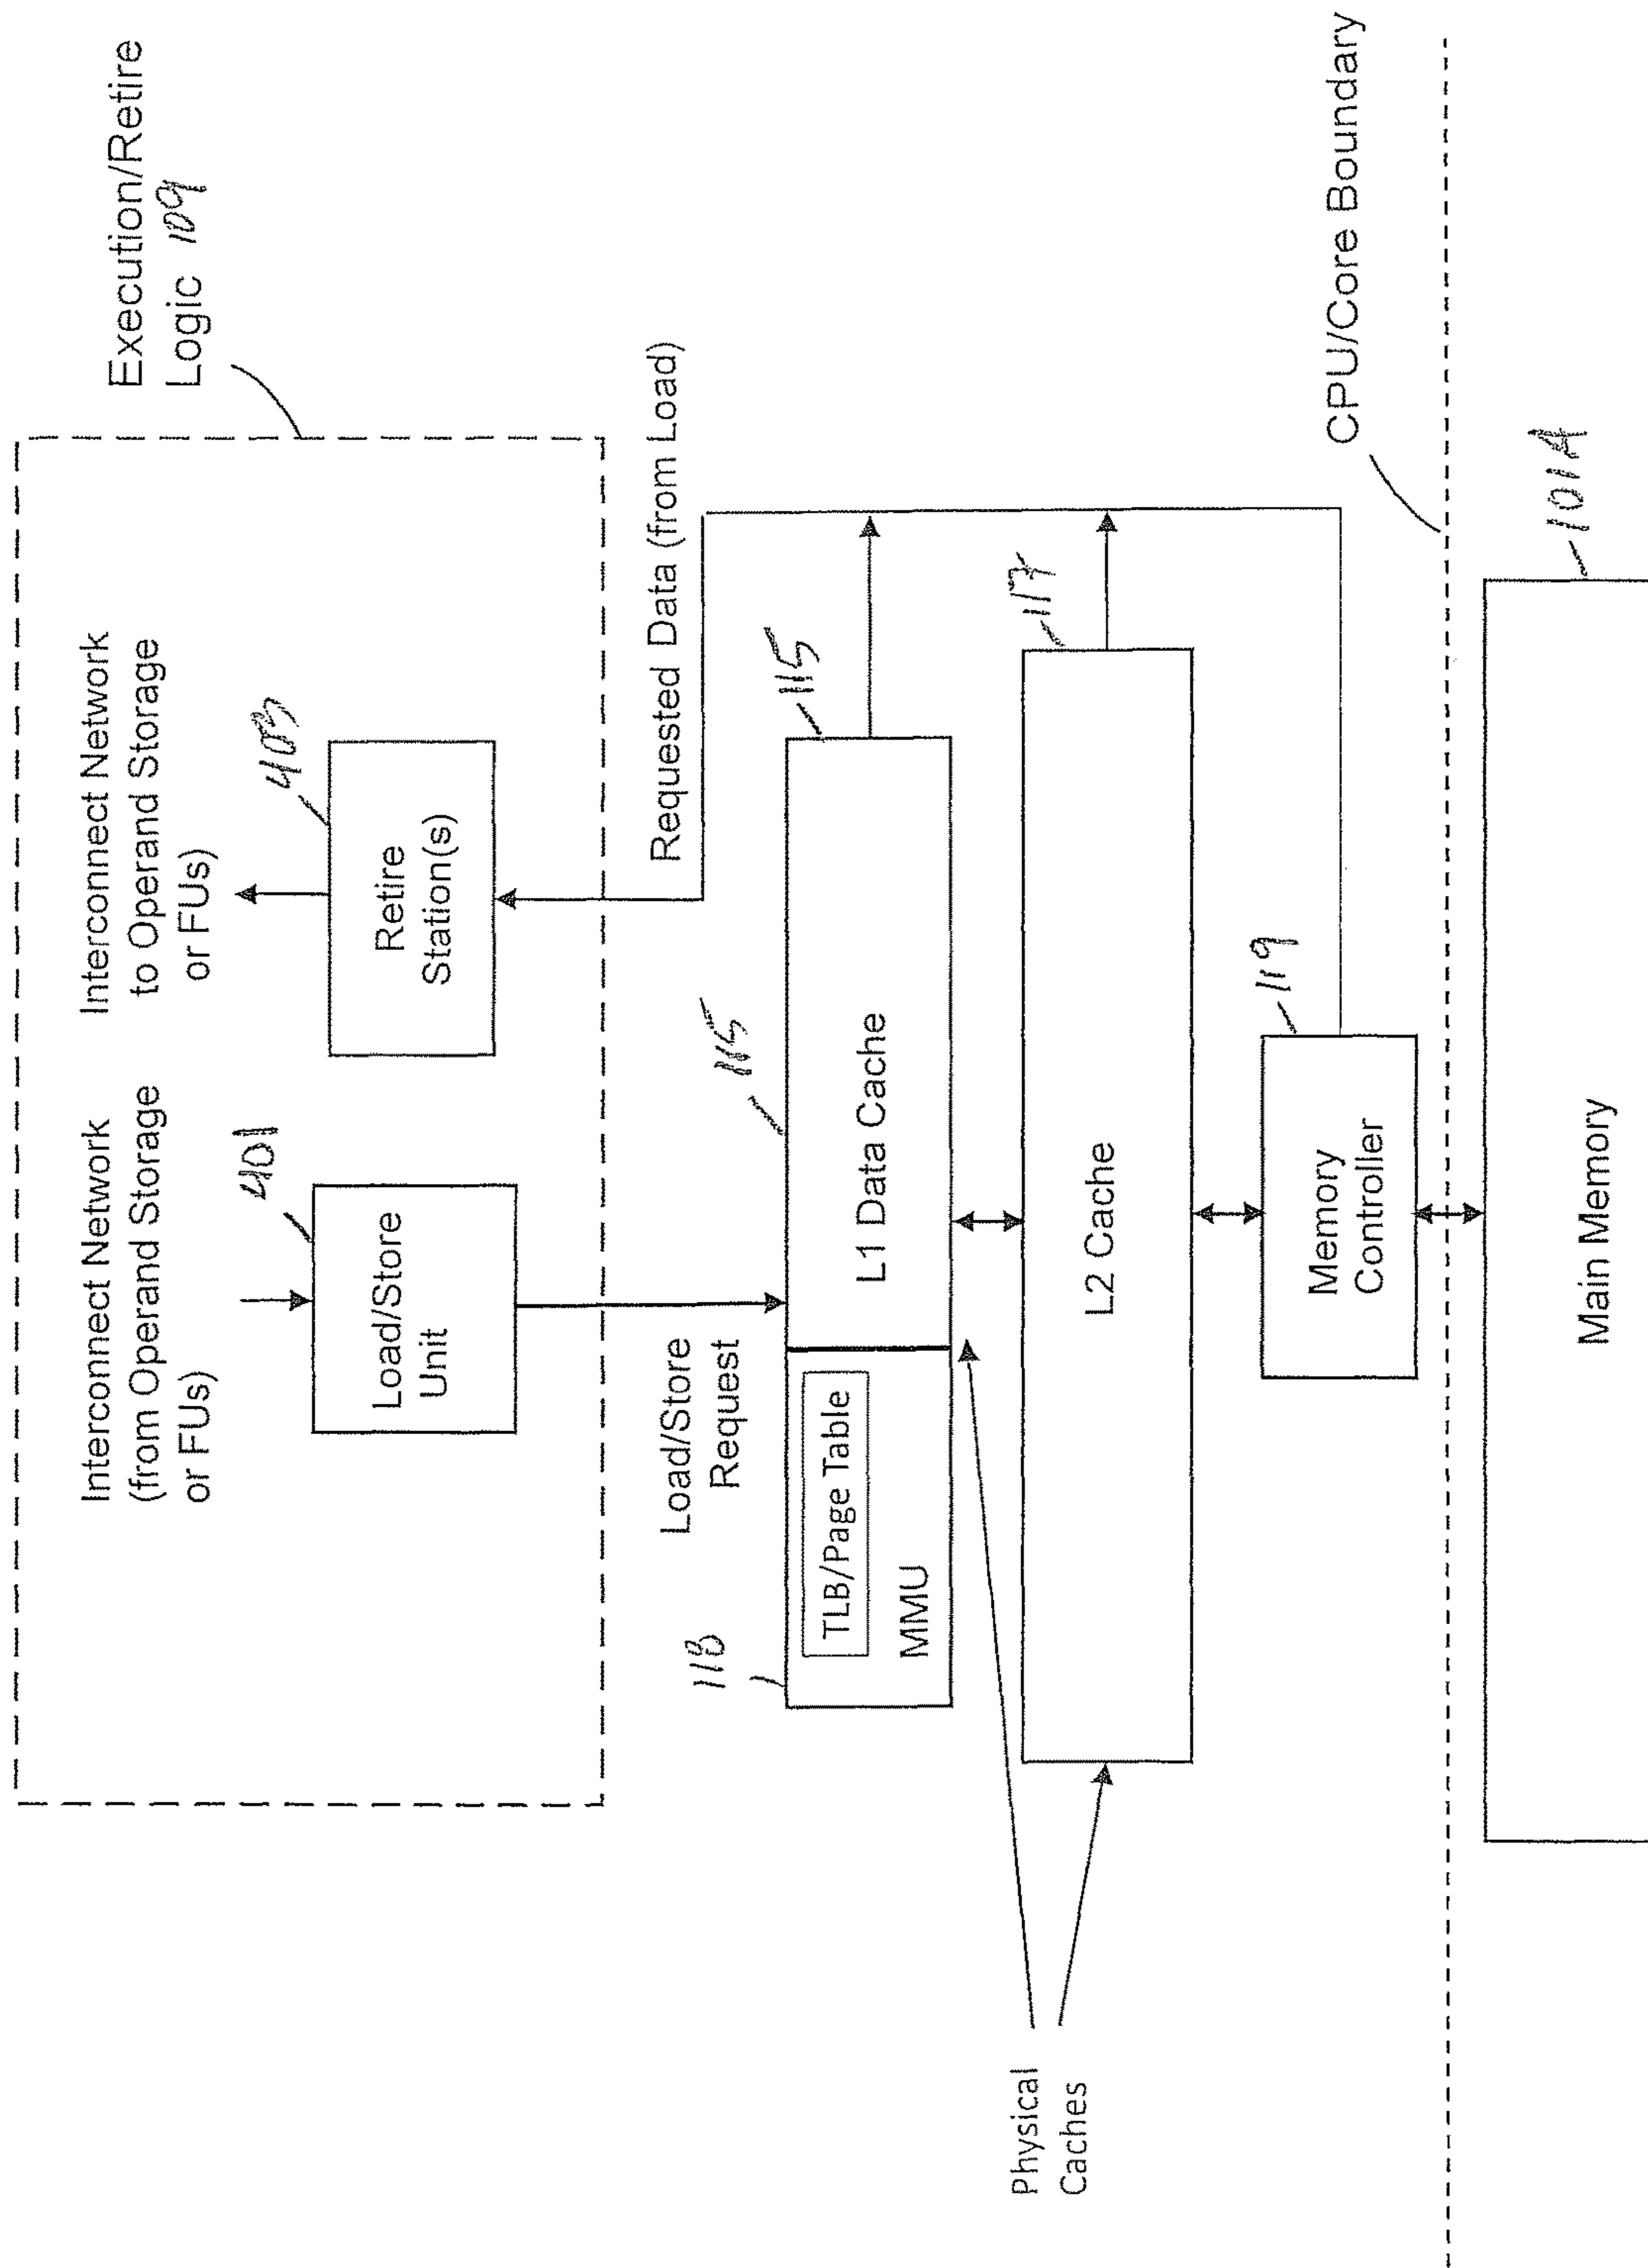 Execution/Retire
Logic 109
Interconnect Network
(from Operand Storage
or FUs)
Interconnect Network
to Operand Storage
or FUs)
401
403
Load/Store
Unit
Retire
Station(s)
Load/Store
Request
Requested Data (from Load)
118
115
115
TLB/Page Table
MMU
L1 Data Cache
117
L2 Cache
Physical
Caches
119
Memory
Controller
CPU/Core Boundary
101A
Main Memory